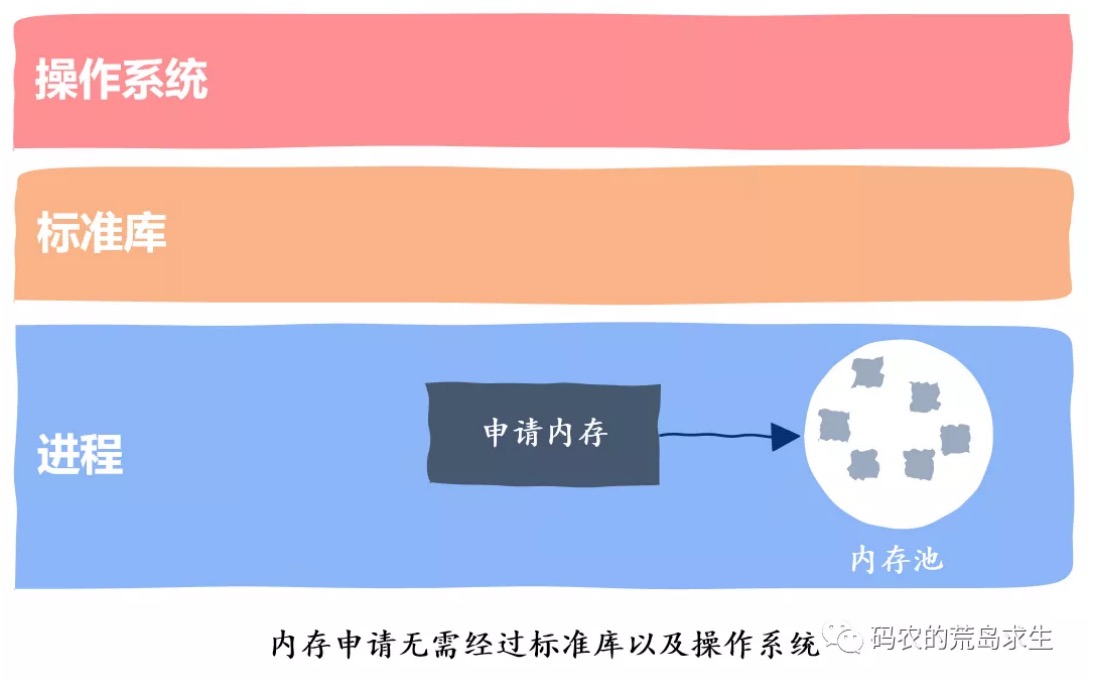 操作系统
标准库
进程
申请内存
内存池
内存申请无需经过标准库以及操作系统
码农的荒岛求生